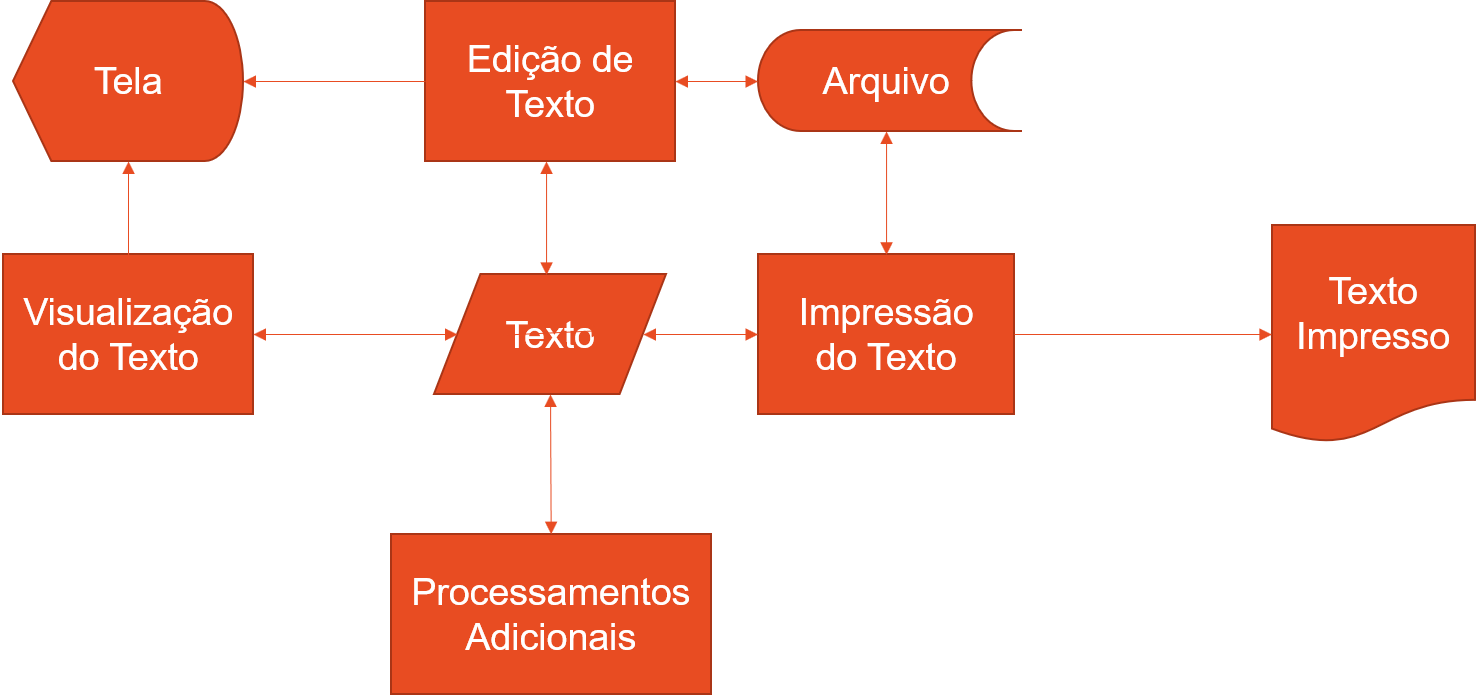 Tela
Edição de
Texto
Arquivo
Visualização
do Texto
Texto
Impressão
do Texto
Texto
Impresso
Processamentos
Adicionais